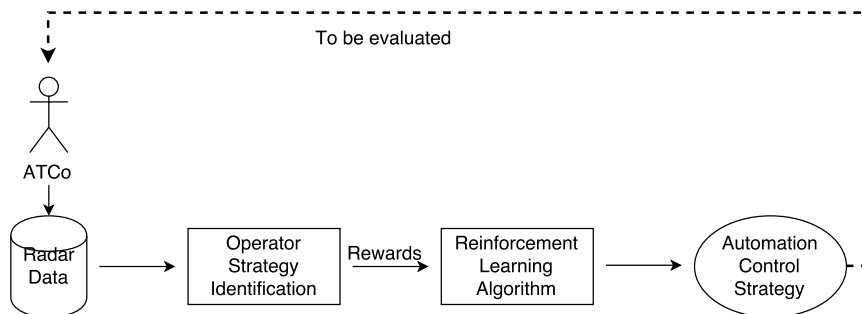 To be evaluated
ATCo
Radar
Data
Operator
Strategy
Identification
Rewards
Reinforcement
Learning
Algorithm
Automation
Control
Strategy